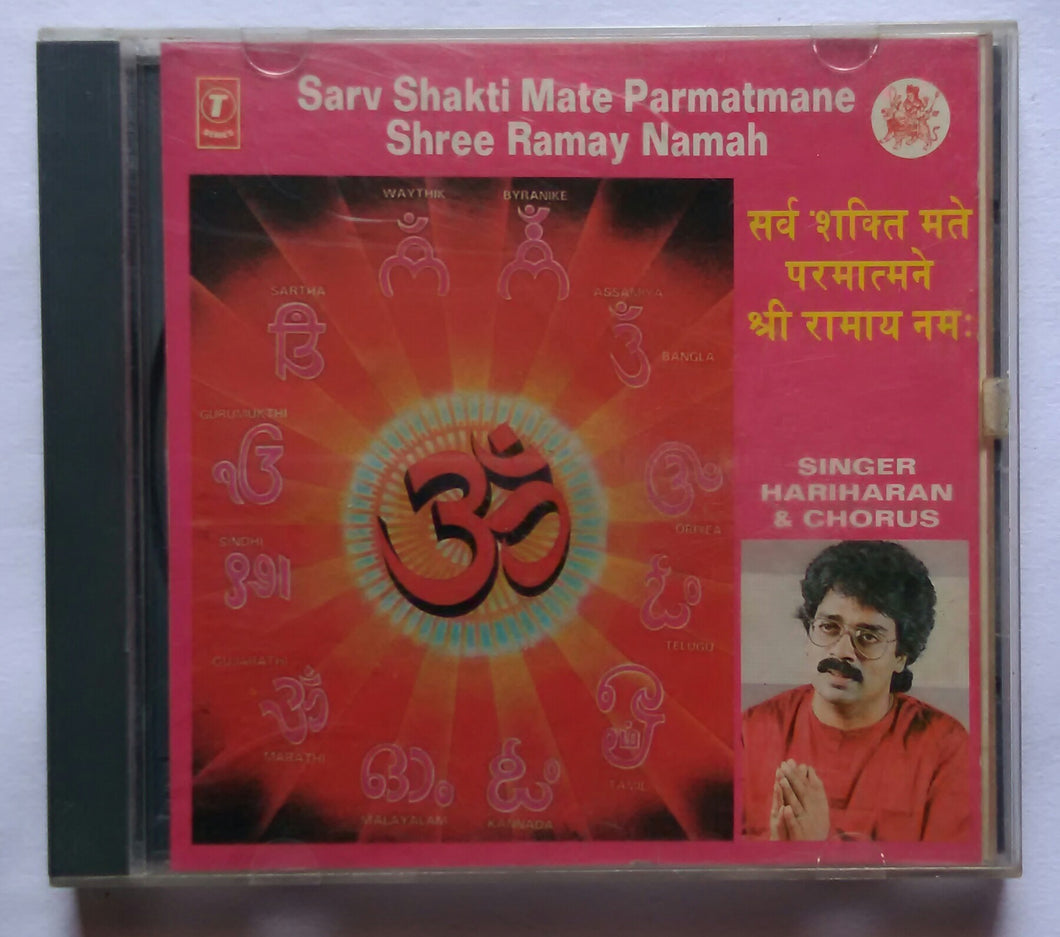 T
SERIES
Sarv Shakti Mate Parmatmane
Shree Ramay Namah
सर्व शक्ति मते
परमात्मने
श्री रामाय नमः
WAYTHIK
BYRANIKE
SARTHA
ASSAMIYA
BANGLA
GURUMUKTHI
ORRIEA
SINDHI
TELUGU
GUJARATHI
MARATHI
TAMIL
MALAYALAM
KANNADA
ॐ
SINGER
HARIHARAN
& CHORUS